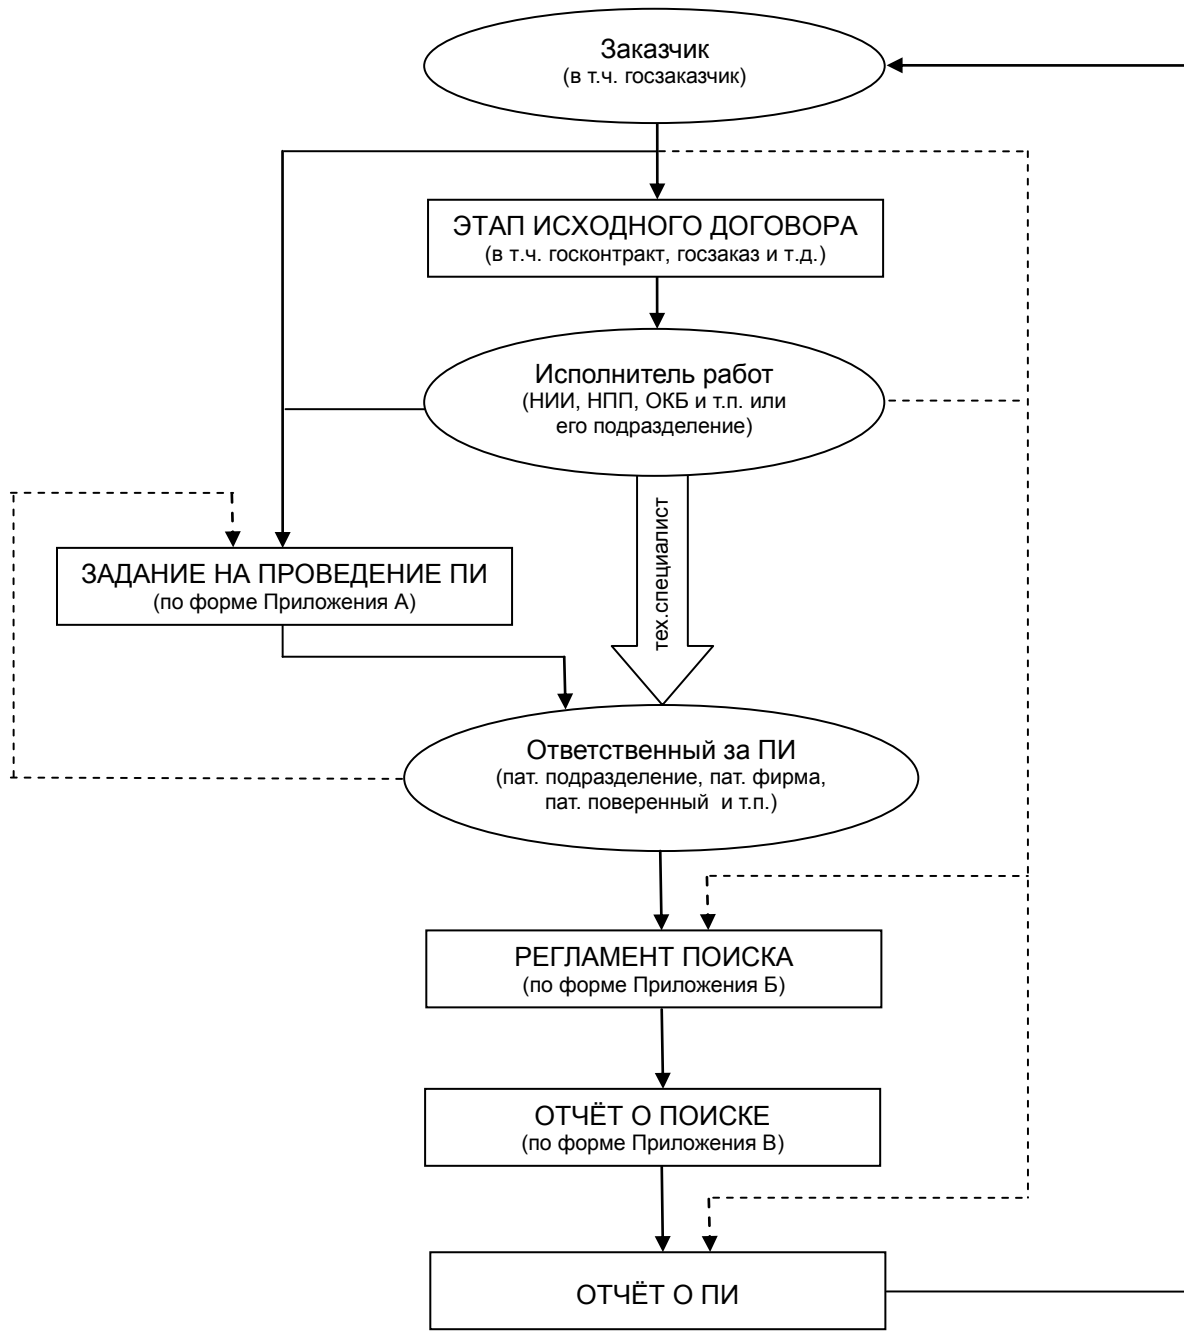 Заказчик
(в т.ч. госзаказчик)
ЭТАП ИСХОДНОГО ДОГОВОРА
(в т.ч. госконтракт, госзаказ и т.д.)
Исполнитель работ
(НИИ, НПП, ОКБ и т.п. или
его подразделение)
тех.специалист
ЗАДАНИЕ НА ПРОВЕДЕНИЕ ПИ
(по форме Приложения А)
Ответственный за ПИ
(пат. подразделение, пат. фирма,
пат. поверенный и т.п.)
РЕГЛАМЕНТ ПОИСКА
(по форме Приложения Б)
ОТЧЁТ О ПОИСКЕ
(по форме Приложения В)
ОТЧЁТ О ПИ